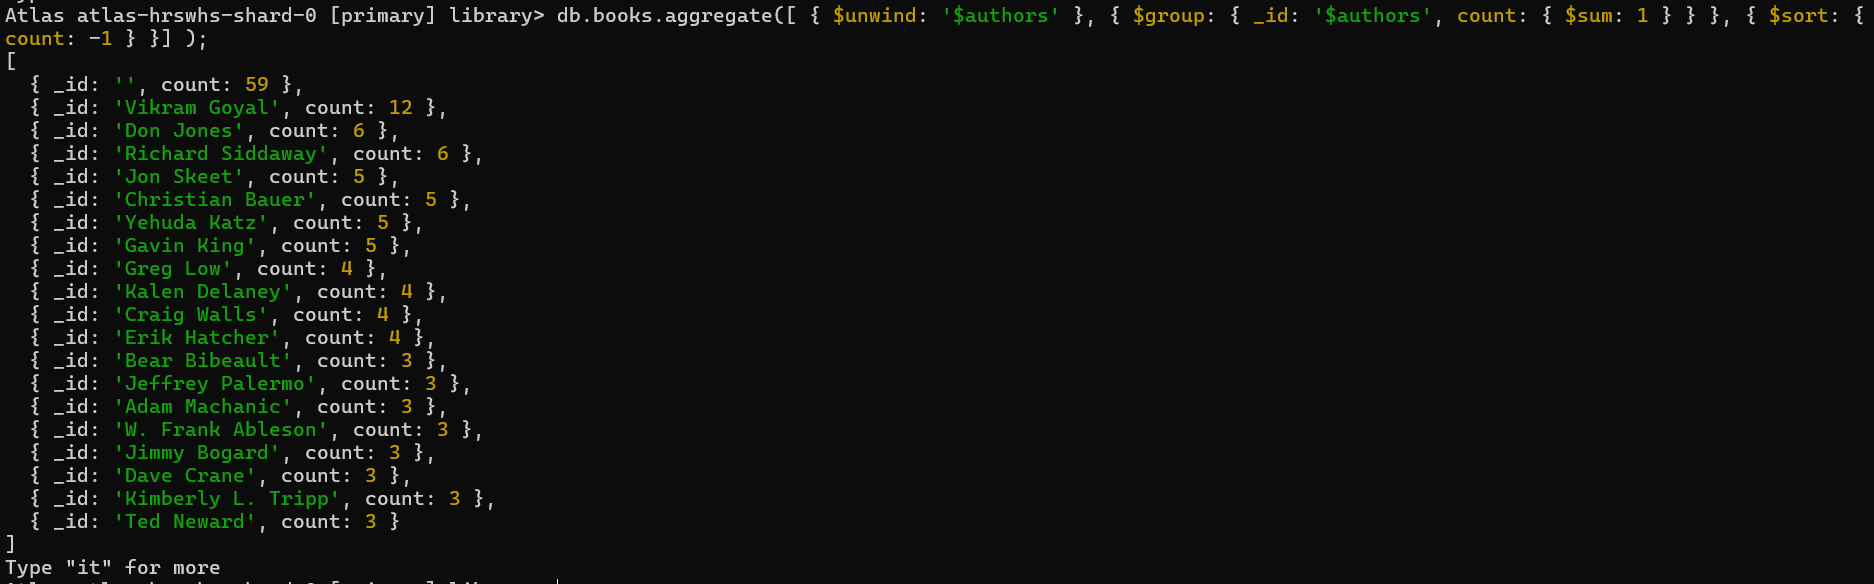 Atlas atlas-hrswhs-shard-0 [primary] library> db.books.aggregate([ { $unwind: '$authors' }, { $group: { _id: '$authors', count: { $sum: 1 } } }, { $sort: {
count: -1 } }] );
[
  { _id: '', count: 59 },
  { _id: 'Vikram Goyal', count: 12 },
  { _id: 'Don Jones', count: 6 },
  { _id: 'Richard Siddaway', count: 6 },
  { _id: 'Jon Skeet', count: 5 },
  { _id: 'Christian Bauer', count: 5 },
  { _id: 'Yehuda Katz', count: 5 },
  { _id: 'Gavin King', count: 5 },
  { _id: 'Greg Low', count: 4 },
  { _id: 'Kalen Delaney', count: 4 },
  { _id: 'Craig Walls', count: 4 },
  { _id: 'Erik Hatcher', count: 4 },
  { _id: 'Bear Bibeault', count: 3 },
  { _id: 'Jeffrey Palermo', count: 3 },
  { _id: 'Adam Machanic', count: 3 },
  { _id: 'W. Frank Ableson', count: 3 },
  { _id: 'Jimmy Bogard', count: 3 },
  { _id: 'Dave Crane', count: 3 },
  { _id: 'Kimberly L. Tripp', count: 3 },
  { _id: 'Ted Neward', count: 3 }
]
Type "it" for more